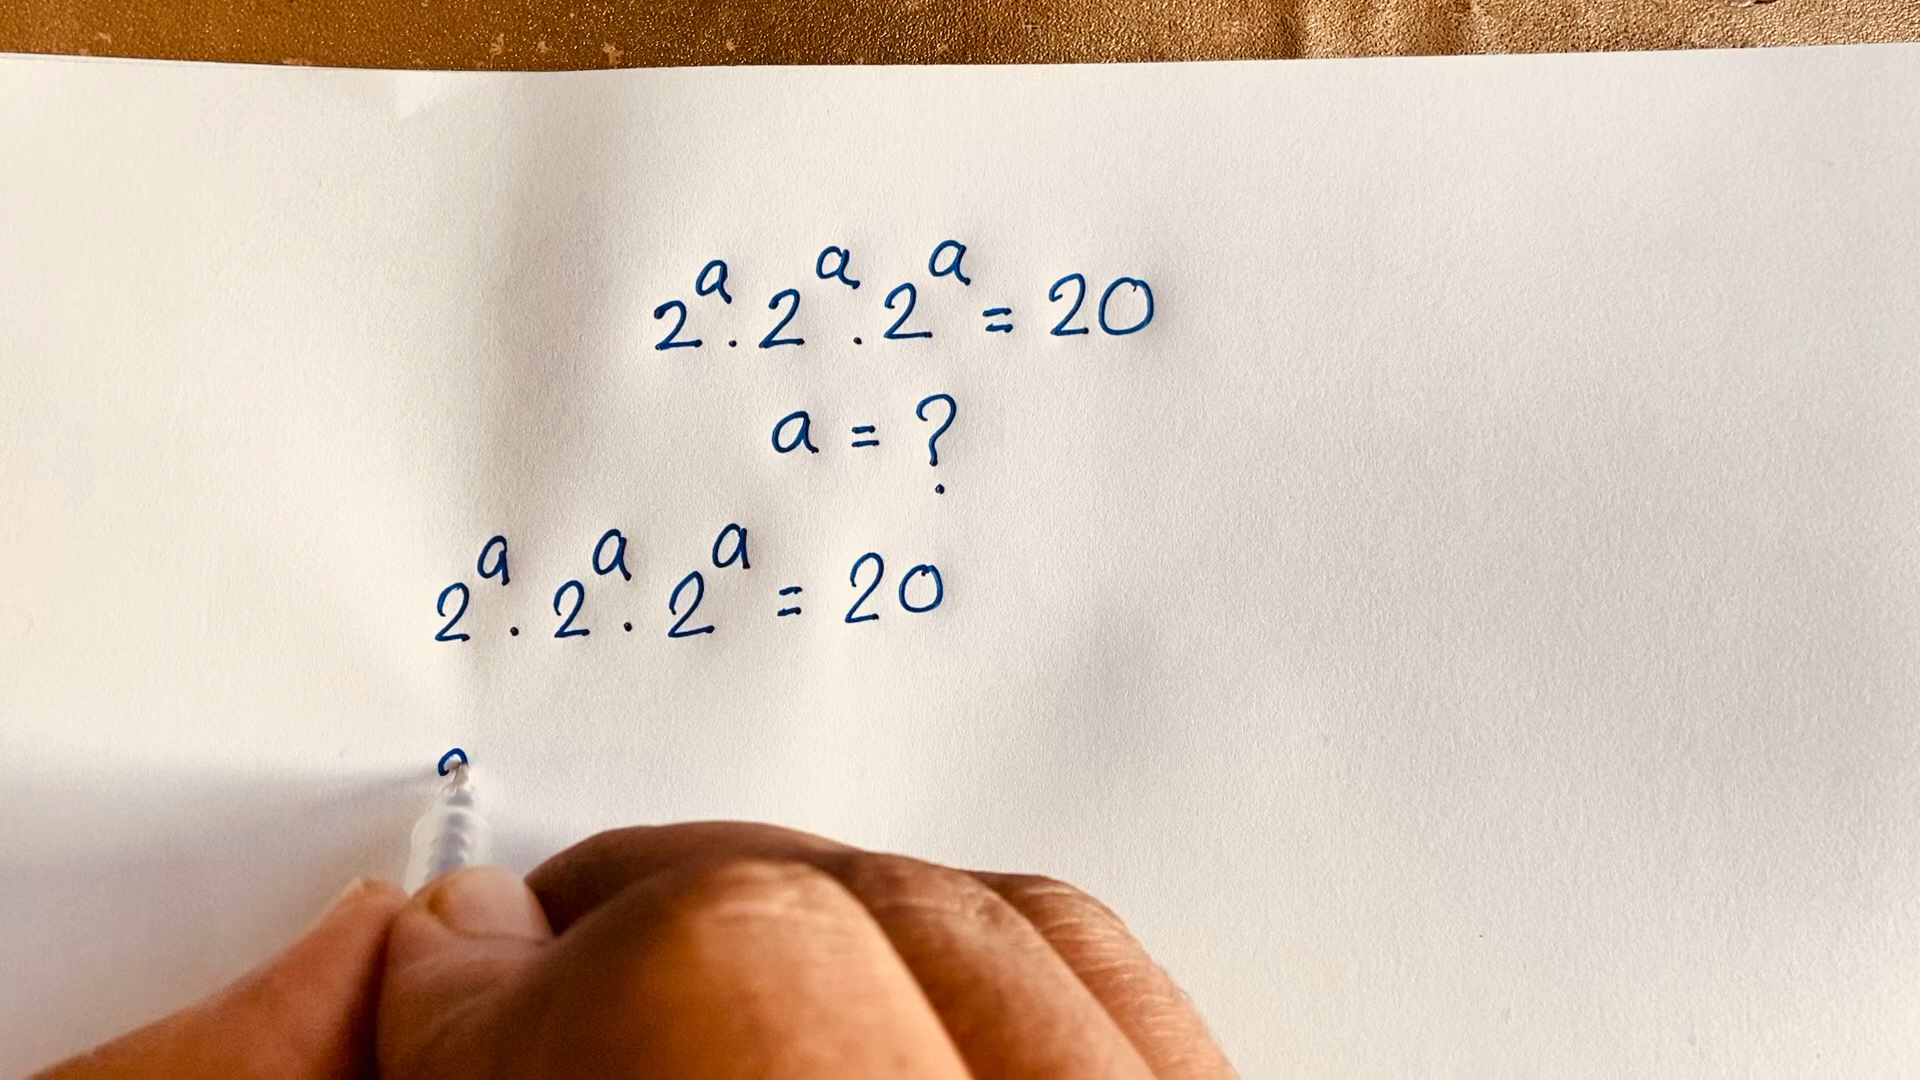 2^a . 2^a . 2^a = 20
a = ?
2^a . 2^a . 2^a = 20